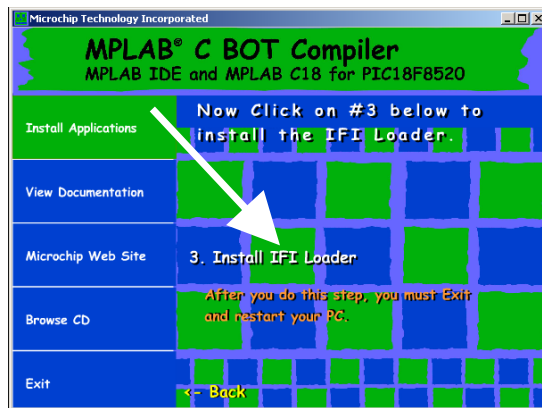 Microchip Technology Incorporated
MPLAB® C BOT Compiler
MPLAB IDE and MPLAB C18 for PIC18F8520
Install Applications
View Documentation
Microchip Web Site
Browse CD
Exit
Now Click on #3 below to
install the IFI Loader.
3. Install IFI Loader
After you do this step, you must Exit
and restart your PC.
<- Back